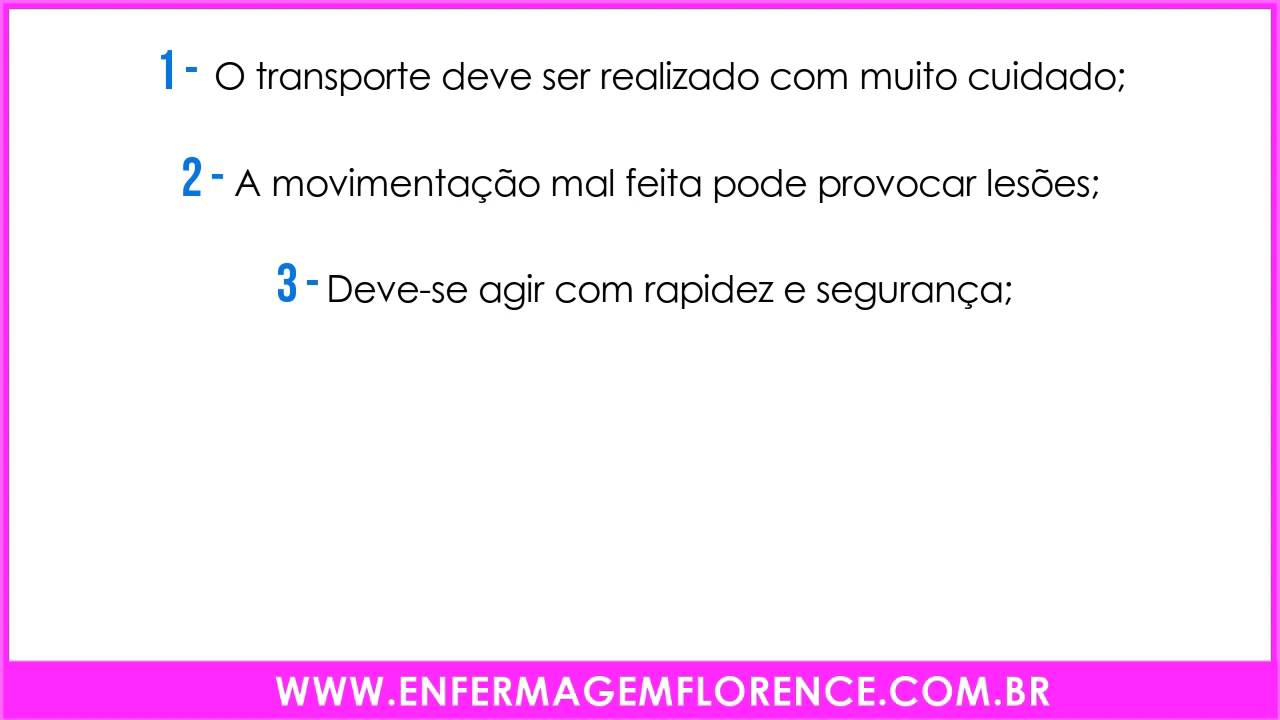 1 - O transporte deve ser realizado com muito cuidado;
2 - A movimentação mal feita pode provocar lesões;
3 - Deve-se agir com rapidez e segurança;
WWW.ENFERMAGEMFLORENCE.COM.BR